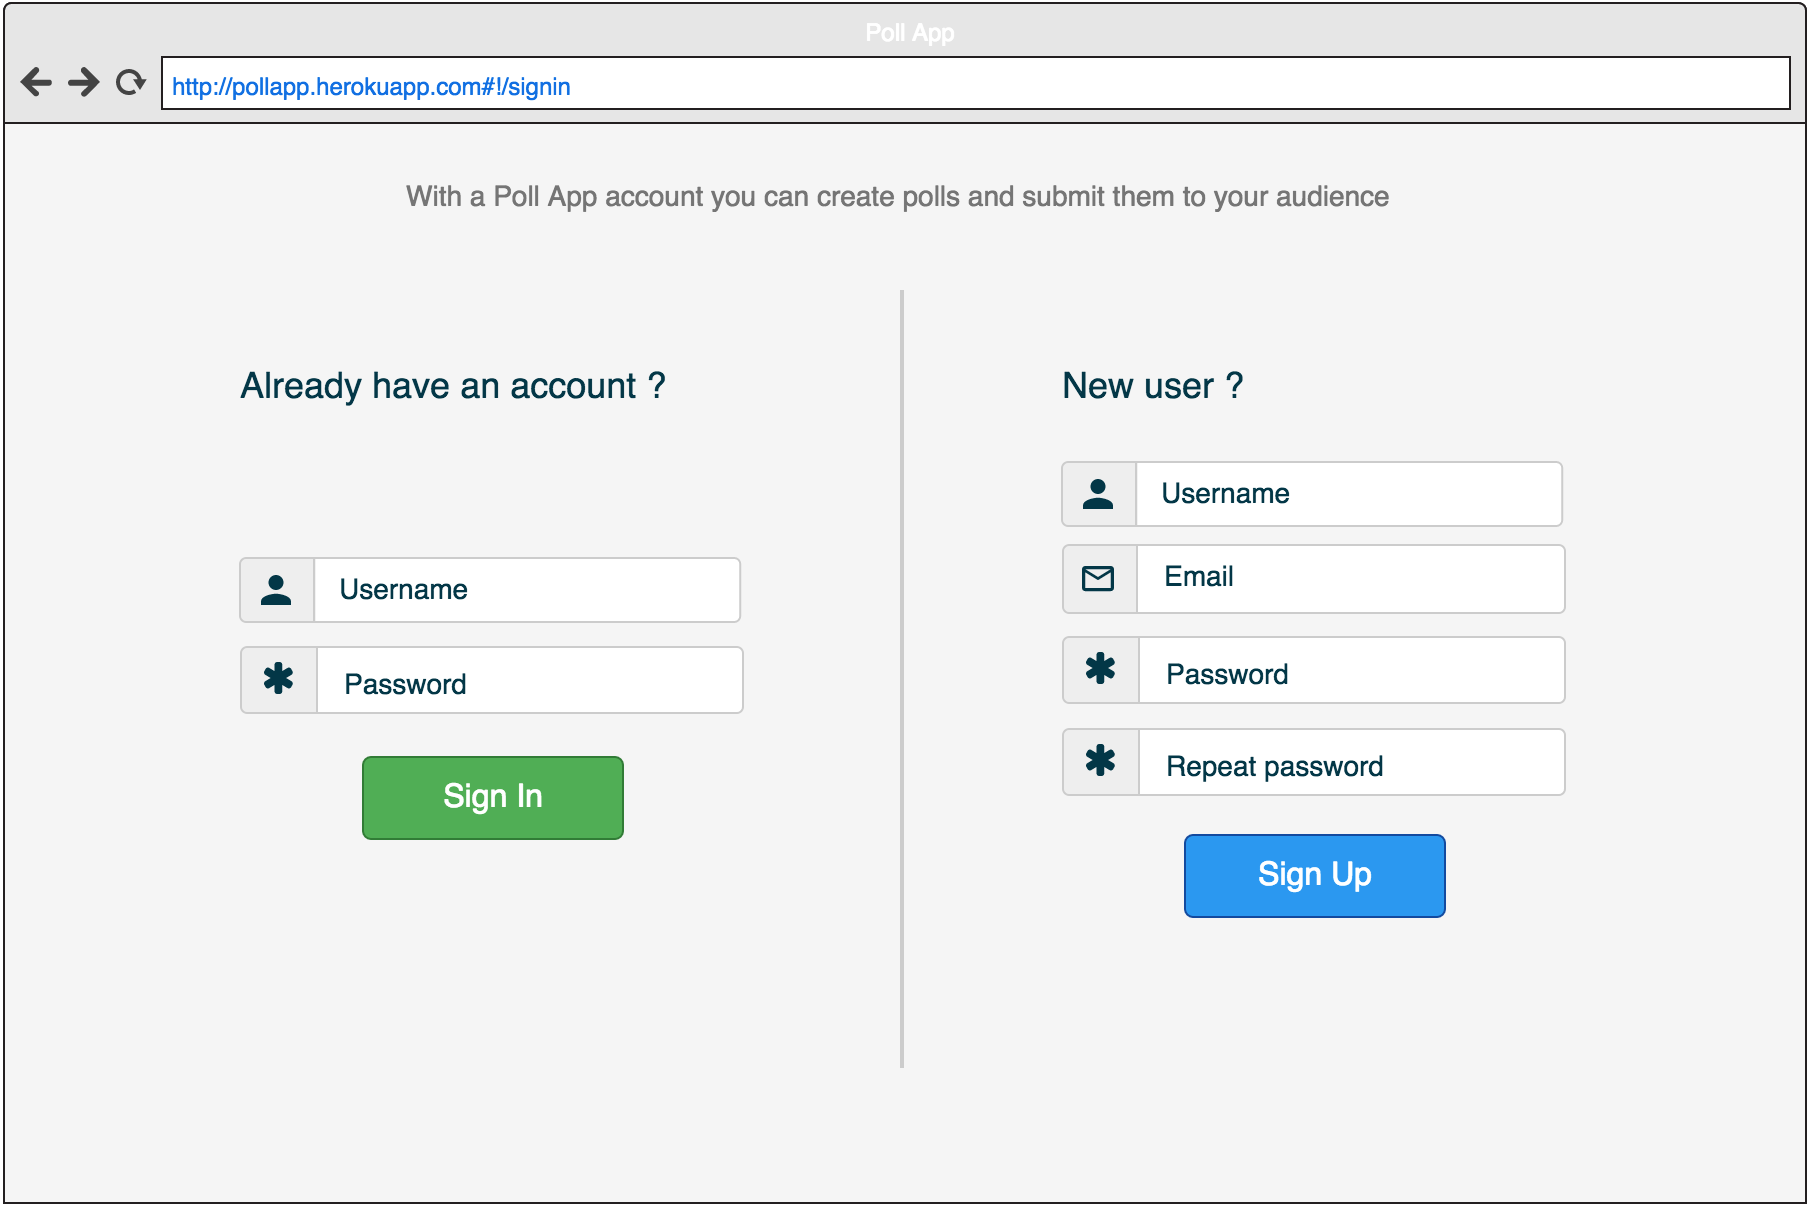 Poll App
http://pollapp.herokuapp.com#!/signin
With a Poll App account you can create polls and submit them to your audience
Already have an account ?
Username
Password
Sign In
New user ?
Username
Email
Password
Repeat password
Sign Up